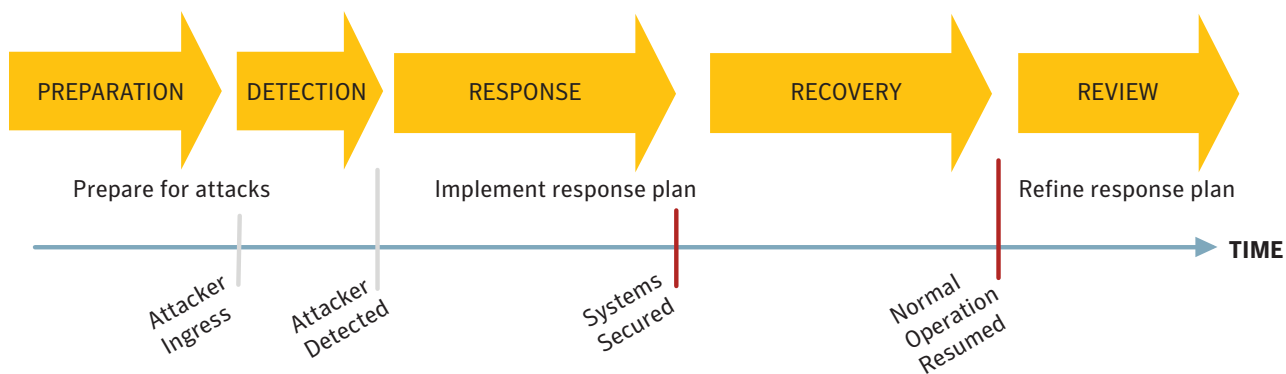 PREPARATION
DETECTION
RESPONSE
RECOVERY
REVIEW
Prepare for attacks
Implement response plan
Refine response plan
TIME
Attacker
Ingress
Attacker
Detected
Systems
Secured
Normal
Operation
Resumed